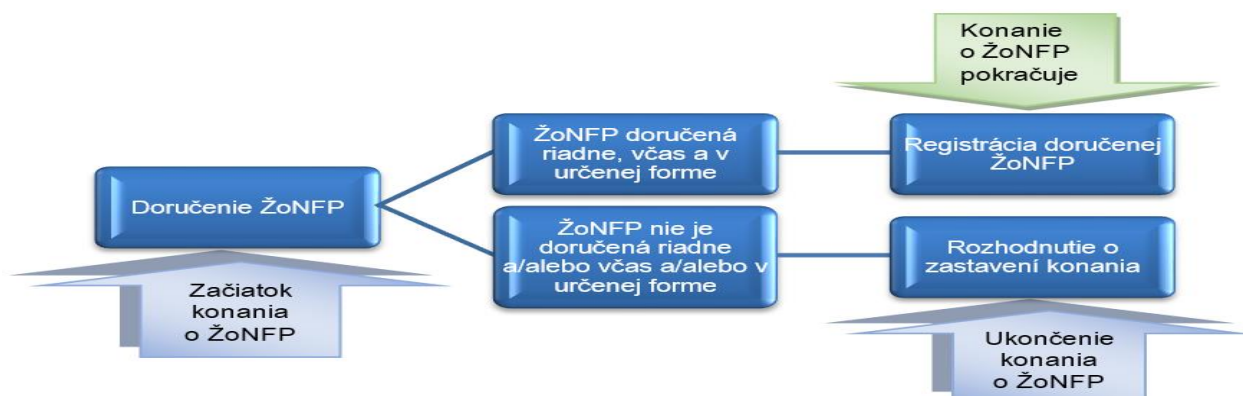 Konanie
o ŽoNFP
pokračuje
ŽoNFP doručená
riadne, včas a v
určenej forme
Registrácia doručenej
ŽoNFP
Doručenie ŽoNFP
ŽoNFP nie je
doručená riadne
a/alebo včas a/alebo v
určenej forme
Rozhodnutie o
zastavení konania
Začiatok
konania
o ŽoNFP
Ukončenie
konania
o ŽoNFP